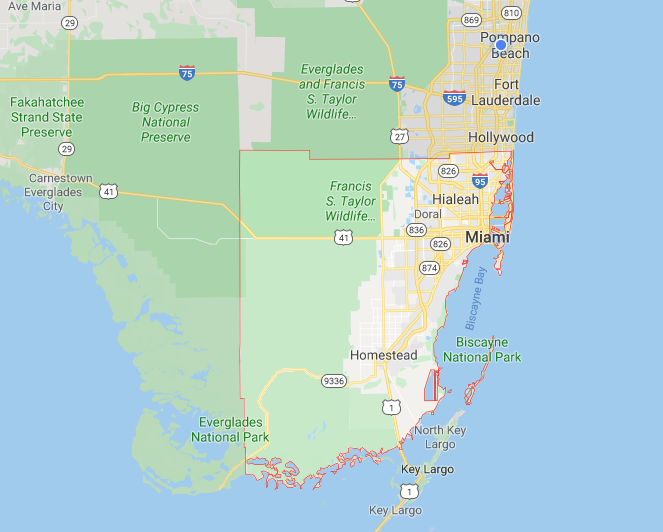 Ave Maria
29
869
810
Pompano
Beach
75
Everglades
and Francis
S. Taylor
Wildlife...
75
595
Fort
Lauderdale
Fakahatchee
Strand State
Preserve
Big Cypress
National
Preserve
27
Hollywood
29
Carnestown
Everglades
City
41
Francis
S. Taylor
Wildlife...
826
95
Hialeah
Doral
836
41
826
Miami
874
Biscayne Bay
Biscayne
National Park
Homestead
9336
1
Everglades
National Park
North Key
Largo
Key Largo
1
Key Largo